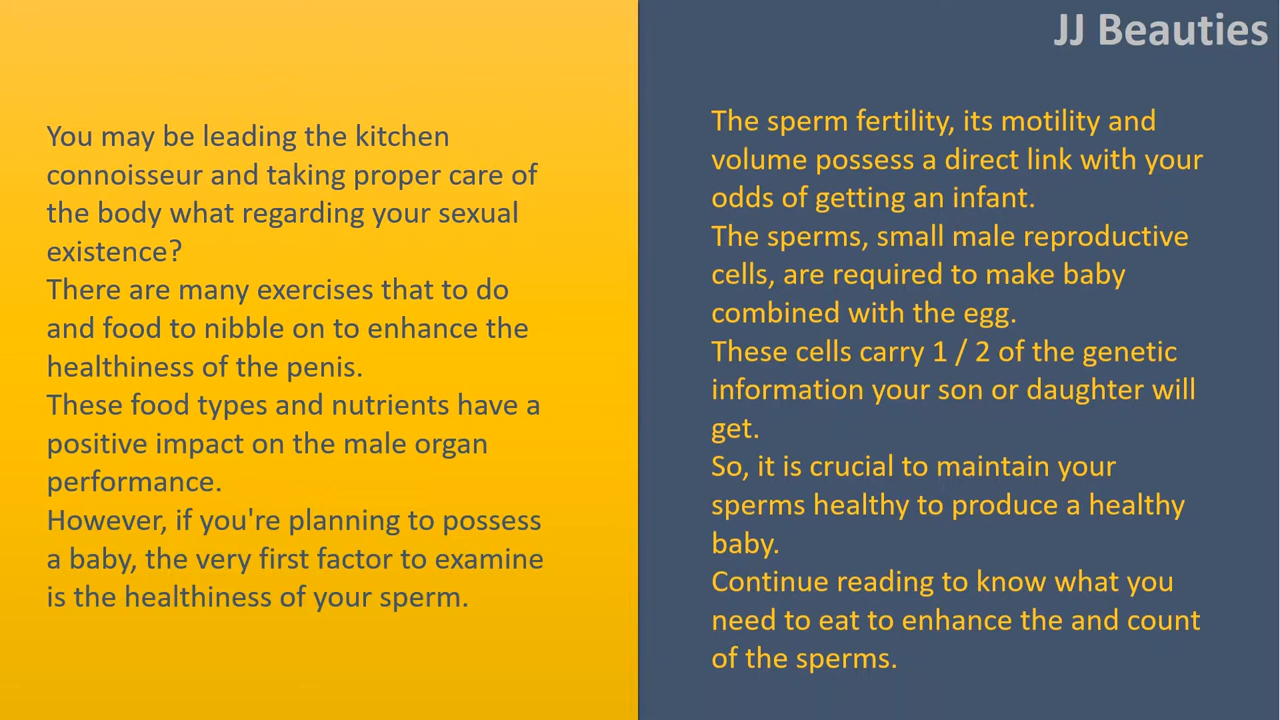 JJ Beauties
You may be leading the kitchen
connoisseur and taking proper care of
the body what regarding your sexual
existence?
There are many exercises that to do
and food to nibble on to enhance the
healthiness of the penis.
These food types and nutrients have a
positive impact on the male organ
performance.
However, if you're planning to possess
a baby, the very first factor to examine
is the healthiness of your sperm.
The sperm fertility, its motility and
volume possess a direct link with your
odds of getting an infant.
The sperms, small male reproductive
cells, are required to make baby
combined with the egg.
These cells carry 1 / 2 of the genetic
information your son or daughter will
get.
So, it is crucial to maintain your
sperms healthy to produce a healthy
baby.
Continue reading to know what you
need to eat to enhance the and count
of the sperms.